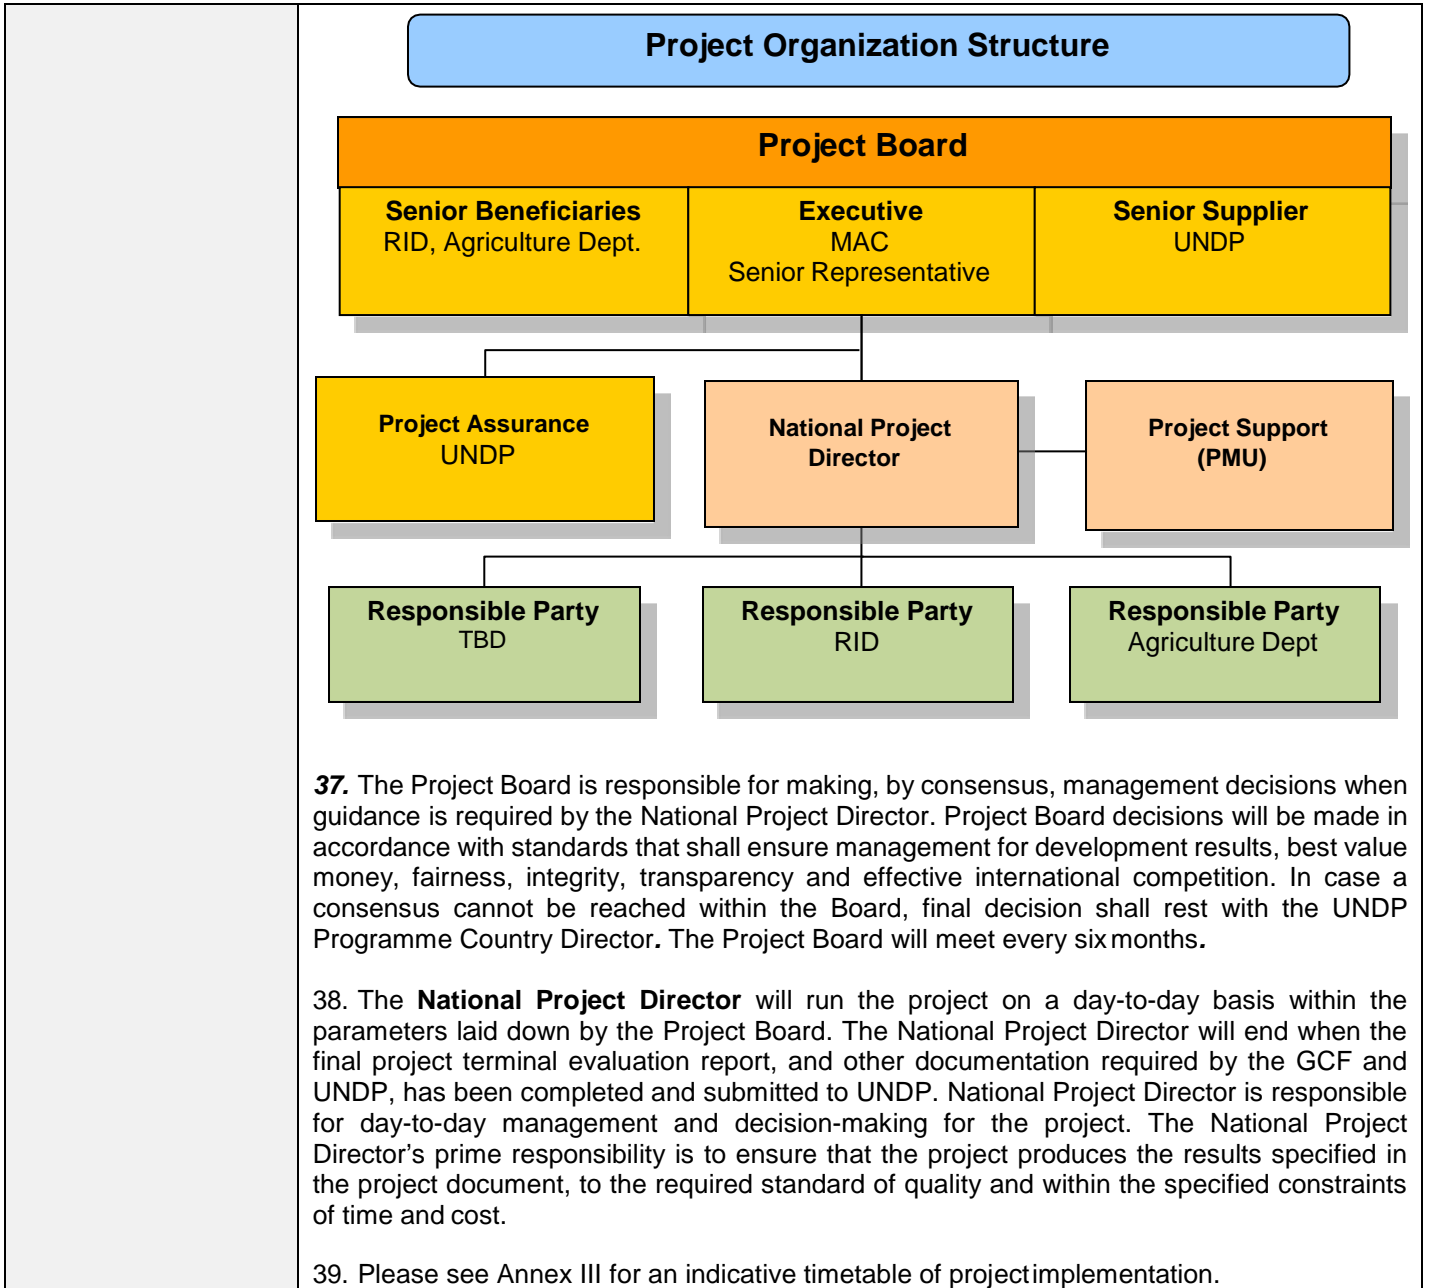 Project Organization Structure
Project Board
Senior Beneficiaries
RID, Agriculture Dept.
Executive
MAC
Senior Representative
Senior Supplier
UNDP
Project Assurance
UNDP
National Project
Director
Project Support
(PMU)
Responsible Party
TBD
Responsible Party
RID
Responsible Party
Agriculture Dept
37. The Project Board is responsible for making, by consensus, management decisions when
guidance is required by the National Project Director. Project Board decisions will be made in
accordance with standards that shall ensure management for development results, best value
money, fairness, integrity, transparency and effective international competition. In case a
consensus cannot be reached within the Board, final decision shall rest with the UNDP
Programme Country Director. The Project Board will meet every six months.
38. The National Project Director will run the project on a day-to-day basis within the
parameters laid down by the Project Board. The National Project Director will end when the
final project terminal evaluation report, and other documentation required by the GCF and
UNDP, has been completed and submitted to UNDP. National Project Director is responsible
for day-to-day management and decision-making for the project. The National Project
Director’s prime responsibility is to ensure that the project produces the results specified in
the project document, to the required standard of quality and within the specified constraints
of time and cost.
39. Please see Annex III for an indicative timetable of projectimplementation.